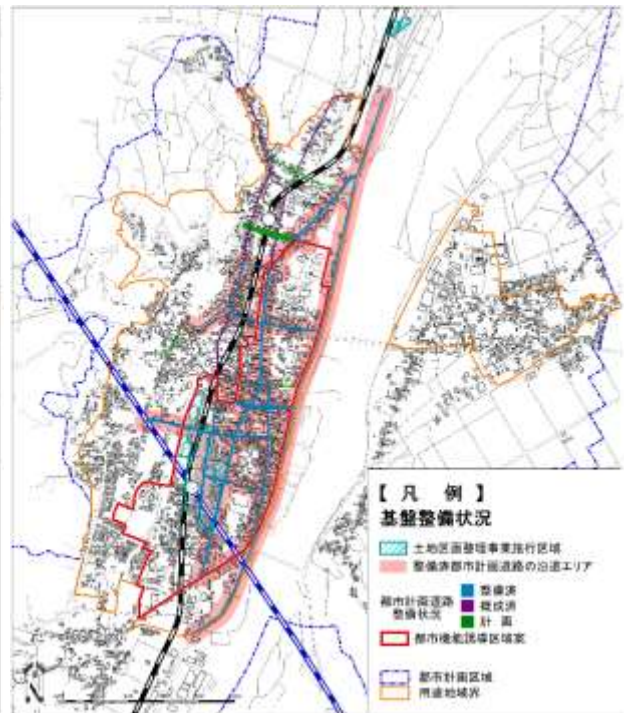 【凡例】
基盤整備状況
土地区画整理事業施行区域
整備済都市計画道路の沿道エリア
都市計画道路
整備状況
整備済
概成済
計画
都市機能誘導区域案
都市計画区域
用途地域界